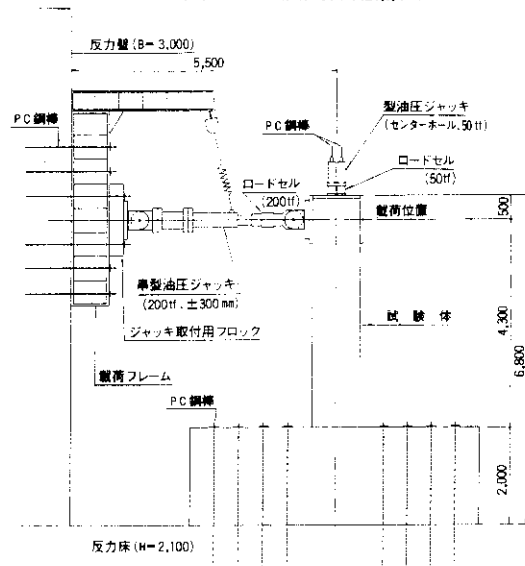 反力壁(B=3,000)
5,500
PC鋼棒
PC鋼棒
型油圧ジャッキ
(センターホール.50tf)
ロードセル
(50tf)
ロードセル
(200tf)
載荷位置
500
串型油圧ジャッキ
(200tf.±300mm)
ジャッキ取付用フロック
試験体
4,300
6,800
載荷フレーム
PC鋼棒
2,000
反力床(H=2,100)